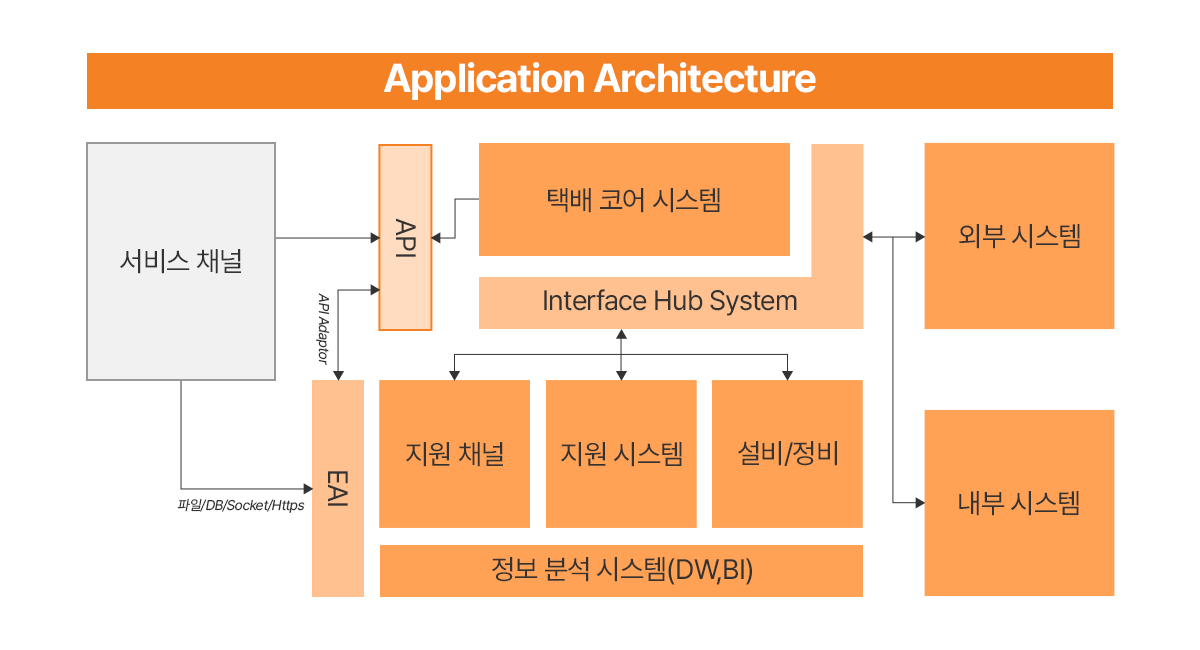 Application Architecture
서비스 채널
API
택배 코어 시스템
Interface Hub System
외부 시스템
API Adaptor
EAI
파일/DB/Socket/Https
지원 채널
지원 시스템
설비/정비
내부 시스템
정보 분석 시스템(DW,BI)